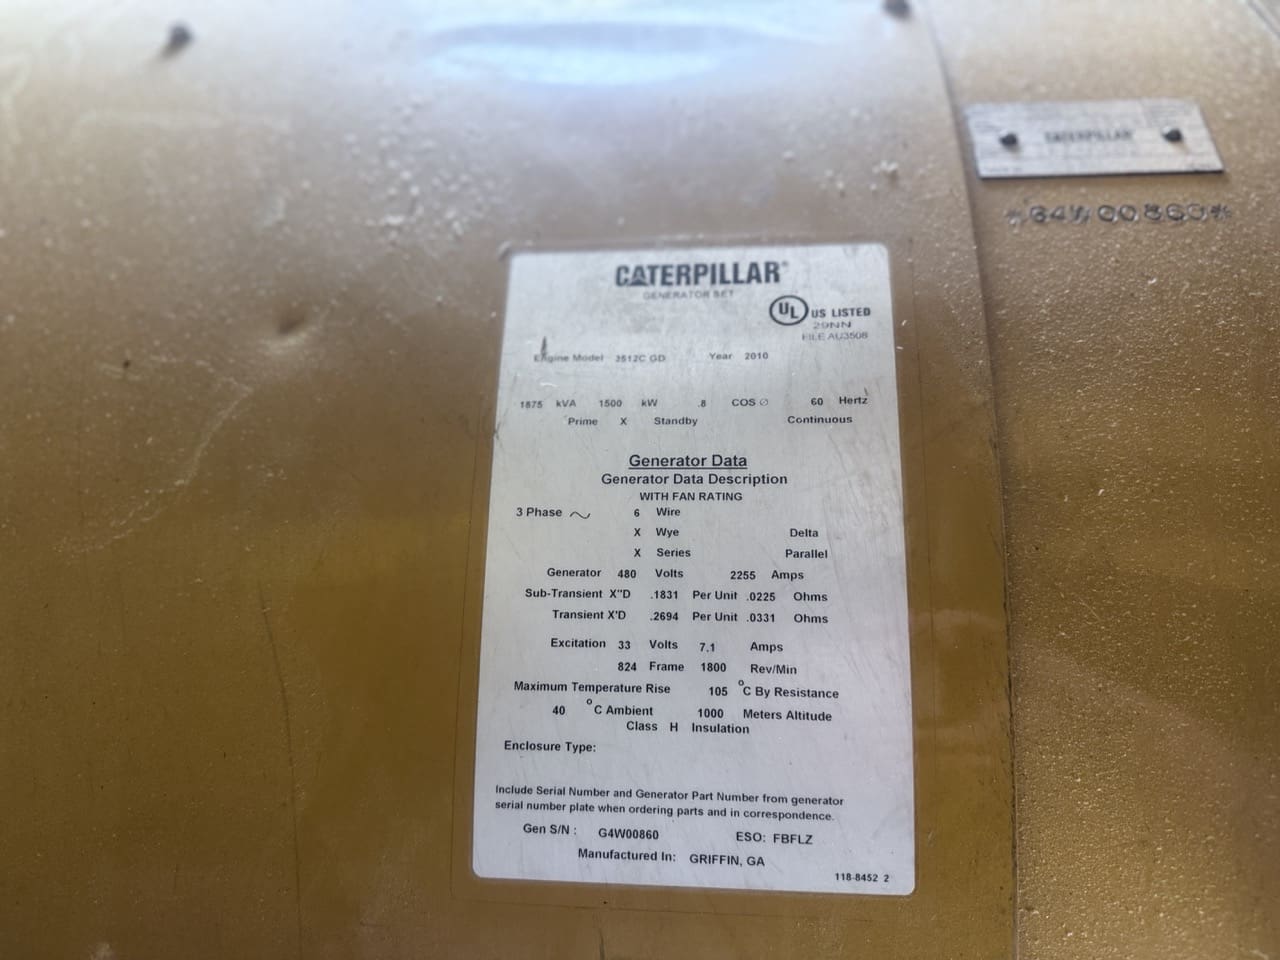 CATERPILLAR
*G4W00860*
CATERPILLAR®
GENERATOR SET
UL US LISTED
29NN
FILE AU3508
Engine Model 3512C GD Year 2010
1875 kVA 1500 kW .8 COS ∅ 60 Hertz
Prime X Standby Continuous
Generator Data
Generator Data Description
WITH FAN RATING
3 Phase ～ 6 Wire
X Wye Delta
X Series Parallel
Generator 480 Volts 2255 Amps
Sub-Transient X"D .1831 Per Unit .0225 Ohms
Transient X'D .2694 Per Unit .0331 Ohms
Excitation 33 Volts 7.1 Amps
824 Frame 1800 Rev/Min
Maximum Temperature Rise 105 °C By Resistance
40 °C Ambient 1000 Meters Altitude
Class H Insulation
Enclosure Type:
Include Serial Number and Generator Part Number from generator
serial number plate when ordering parts and in correspondence.
Gen S/N : G4W00860 ESO: FBFLZ
Manufactured In: GRIFFIN, GA
118-8452 2